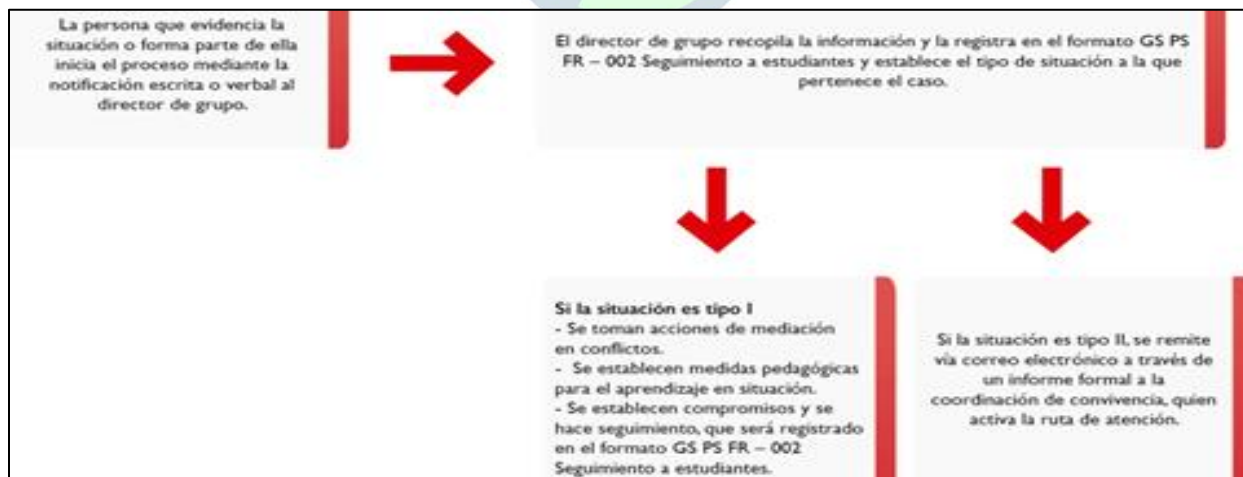 La persona que evidencia la
situación o forma parte de ella
inicia el proceso mediante la
notificación escrita o verbal al
director de grupo.
El director de grupo recopila la información y la registra en el formato GS PS
FR – 002 Seguimiento a estudiantes y establece el tipo de situación a la que
pertenece el caso.
Si la situación es tipo I
- Se toman acciones de mediación
en conflictos.
- Se establecen medidas pedagógicas
para el aprendizaje en situación.
- Se establecen compromisos y se
hace seguimiento, que será registrado
en el formato GS PS FR – 002
Seguimiento a estudiantes.
Si la situación es tipo II, se remite
vía correo electrónico a través de
un informe formal a la
coordinación de convivencia, quien
activa la ruta de atención.